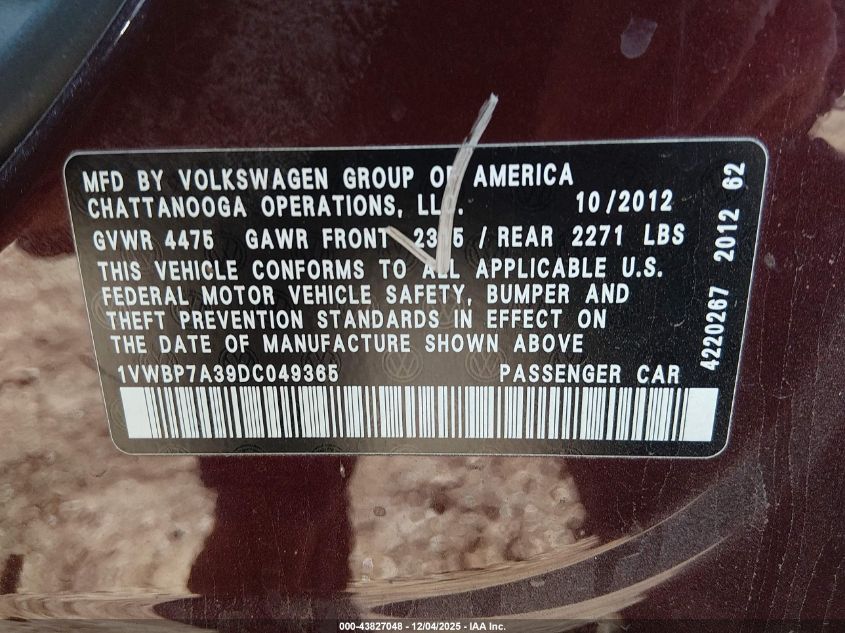 MFD BY VOLKSWAGEN GROUP OF AMERICA
CHATTANOOGA OPERATIONS, 10/2012
GVWR 4475 GAWR FRONT / REAR 2271 LBS
THIS VEHICLE CONFORMS TO ALL APPLICABLE U.S.
FEDERAL MOTOR VEHICLE SAFETY, BUMPER AND
THEFT PREVENTION STANDARDS IN EFFECT ON
THE DATE OF MANUFACTURE SHOWN ABOVE
1VWBP7A39DC049365 PASSENGER CAR
4220267 2012 62
000-43827048 - 12/04/2025 - IAA Inc.